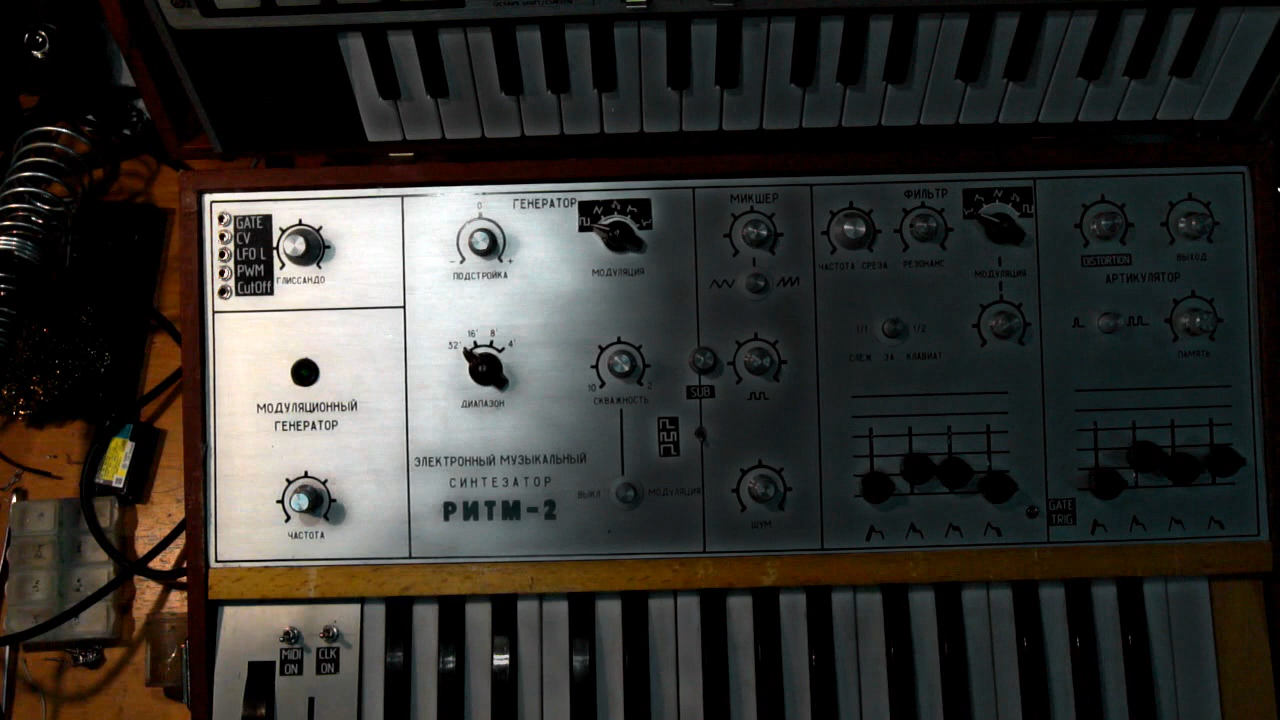 GATE
CV
LFO L
PWM
CutOff
ГЛИССАНДО
МОДУЛЯЦИОННЫЙ
ГЕНЕРАТОР
ЧАСТОТА
ГЕНЕРАТОР
0
- +
ПОДСТРОЙКА
МОДУЛЯЦИЯ
32' 16' 8' 4'
ДИАПАЗОН
10 2
СКВАЖНОСТЬ
ВЫКЛ МОДУЛЯЦИЯ
ЭЛЕКТРОННЫЙ МУЗЫКАЛЬНЫЙ
СИНТЕЗАТОР
РИТМ-2
МИКШЕР
SUB
ШУМ
ФИЛЬТР
ЧАСТОТА СРЕЗА
РЕЗОНАНС
МОДУЛЯЦИЯ
1/1 1/2
СЛЕЖ ЗА КЛАВИАТ
GATE
TRIG
DISTORTION
ВЫХОД
АРТИКУЛЯТОР
ПАМЯТЬ
MIDI
ON
CLK
ON